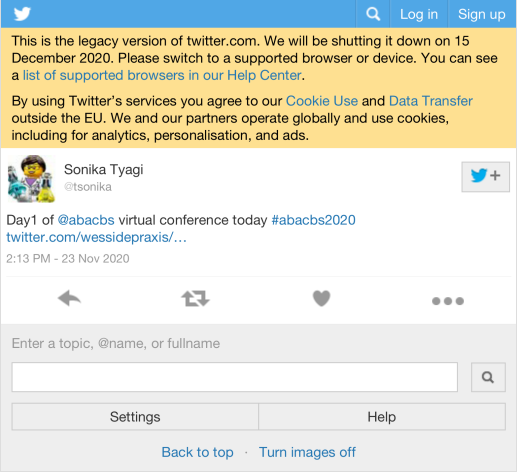 Log in
Sign up
This is the legacy version of twitter.com. We will be shutting it down on 15
December 2020. Please switch to a supported browser or device. You can see
a list of supported browsers in our Help Center.
By using Twitter's services you agree to our Cookie Use and Data Transfer
outside the EU. We and our partners operate globally and use cookies,
including for analytics, personalisation, and ads.
Sonika Tyagi
@tsonika
Day1 of @abacbs virtual conference today #abacbs2020
twitter.com/wessidepraxis/…
2:13 PM - 23 Nov 2020
Enter a topic, @name, or fullname
Settings
Help
Back to top · Turn images off